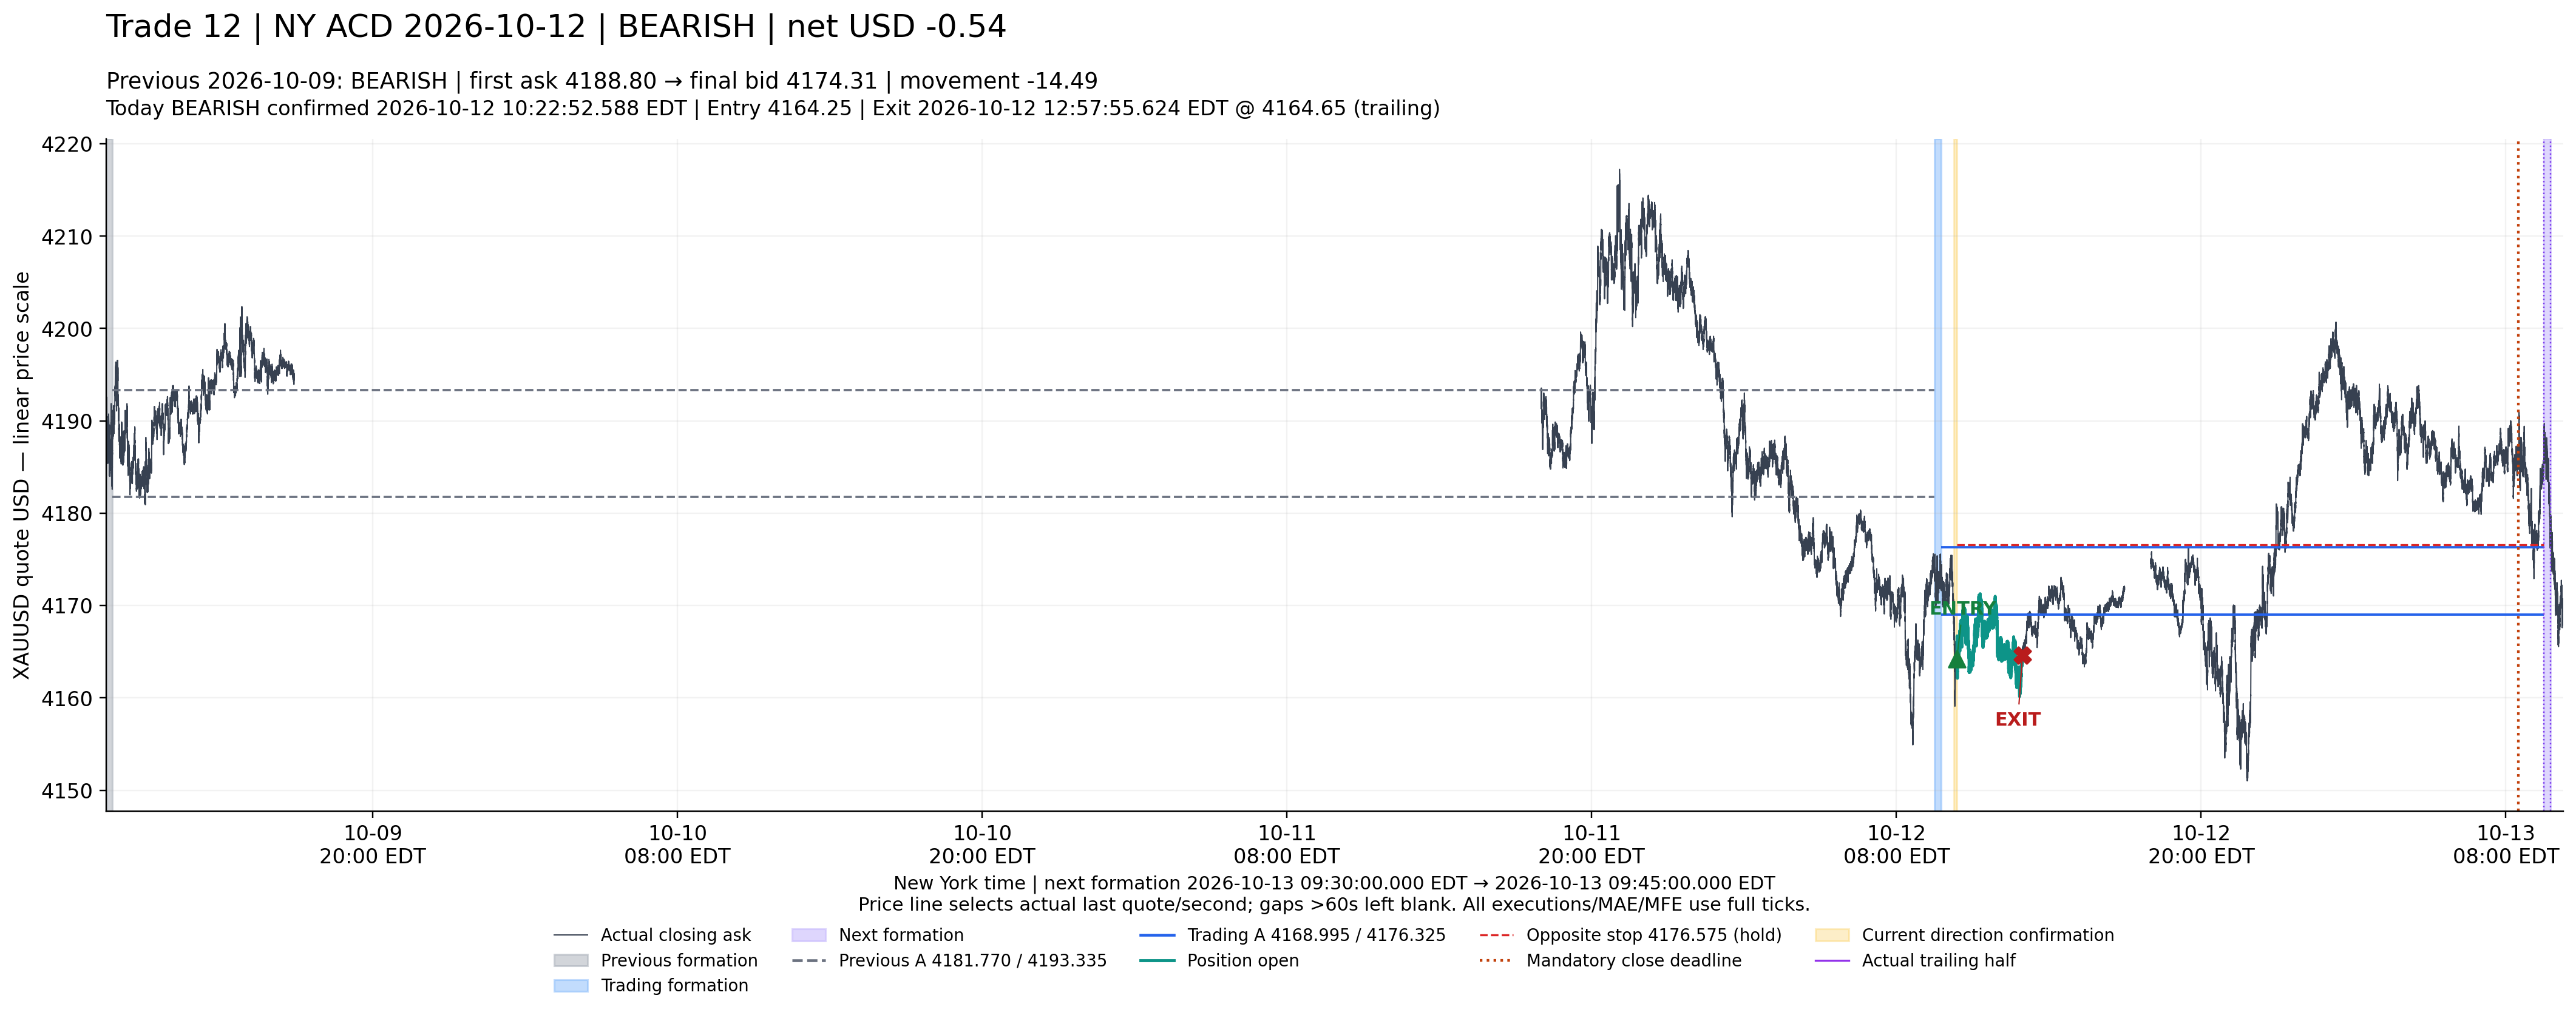 Trade 12 | NY ACD 2026-10-12 | BEARISH | net USD -0.54
Previous 2026-10-09: BEARISH | first ask 4188.80 → final bid 4174.31 | movement -14.49
Today BEARISH confirmed 2026-10-12 10:22:52.588 EDT | Entry 4164.25 | Exit 2026-10-12 12:57:55.624 EDT @ 4164.65 (trailing)
XAUUSD quote USD — linear price scale
4220
4210
4200
4190
4180
4170
4160
4150
ENTRY
EXIT
10-09
20:00 EDT
10-10
08:00 EDT
10-10
20:00 EDT
10-11
08:00 EDT
10-11
20:00 EDT
10-12
08:00 EDT
10-12
20:00 EDT
10-13
08:00 EDT
New York time | next formation 2026-10-13 09:30:00.000 EDT → 2026-10-13 09:45:00.000 EDT
Price line selects actual last quote/second; gaps >60s left blank. All executions/MAE/MFE use full ticks.
Actual closing ask
Previous formation
Trading formation
Next formation
Previous A 4181.770 / 4193.335
Trading A 4168.995 / 4176.325
Position open
Opposite stop 4176.575 (hold)
Mandatory close deadline
Current direction confirmation
Actual trailing half